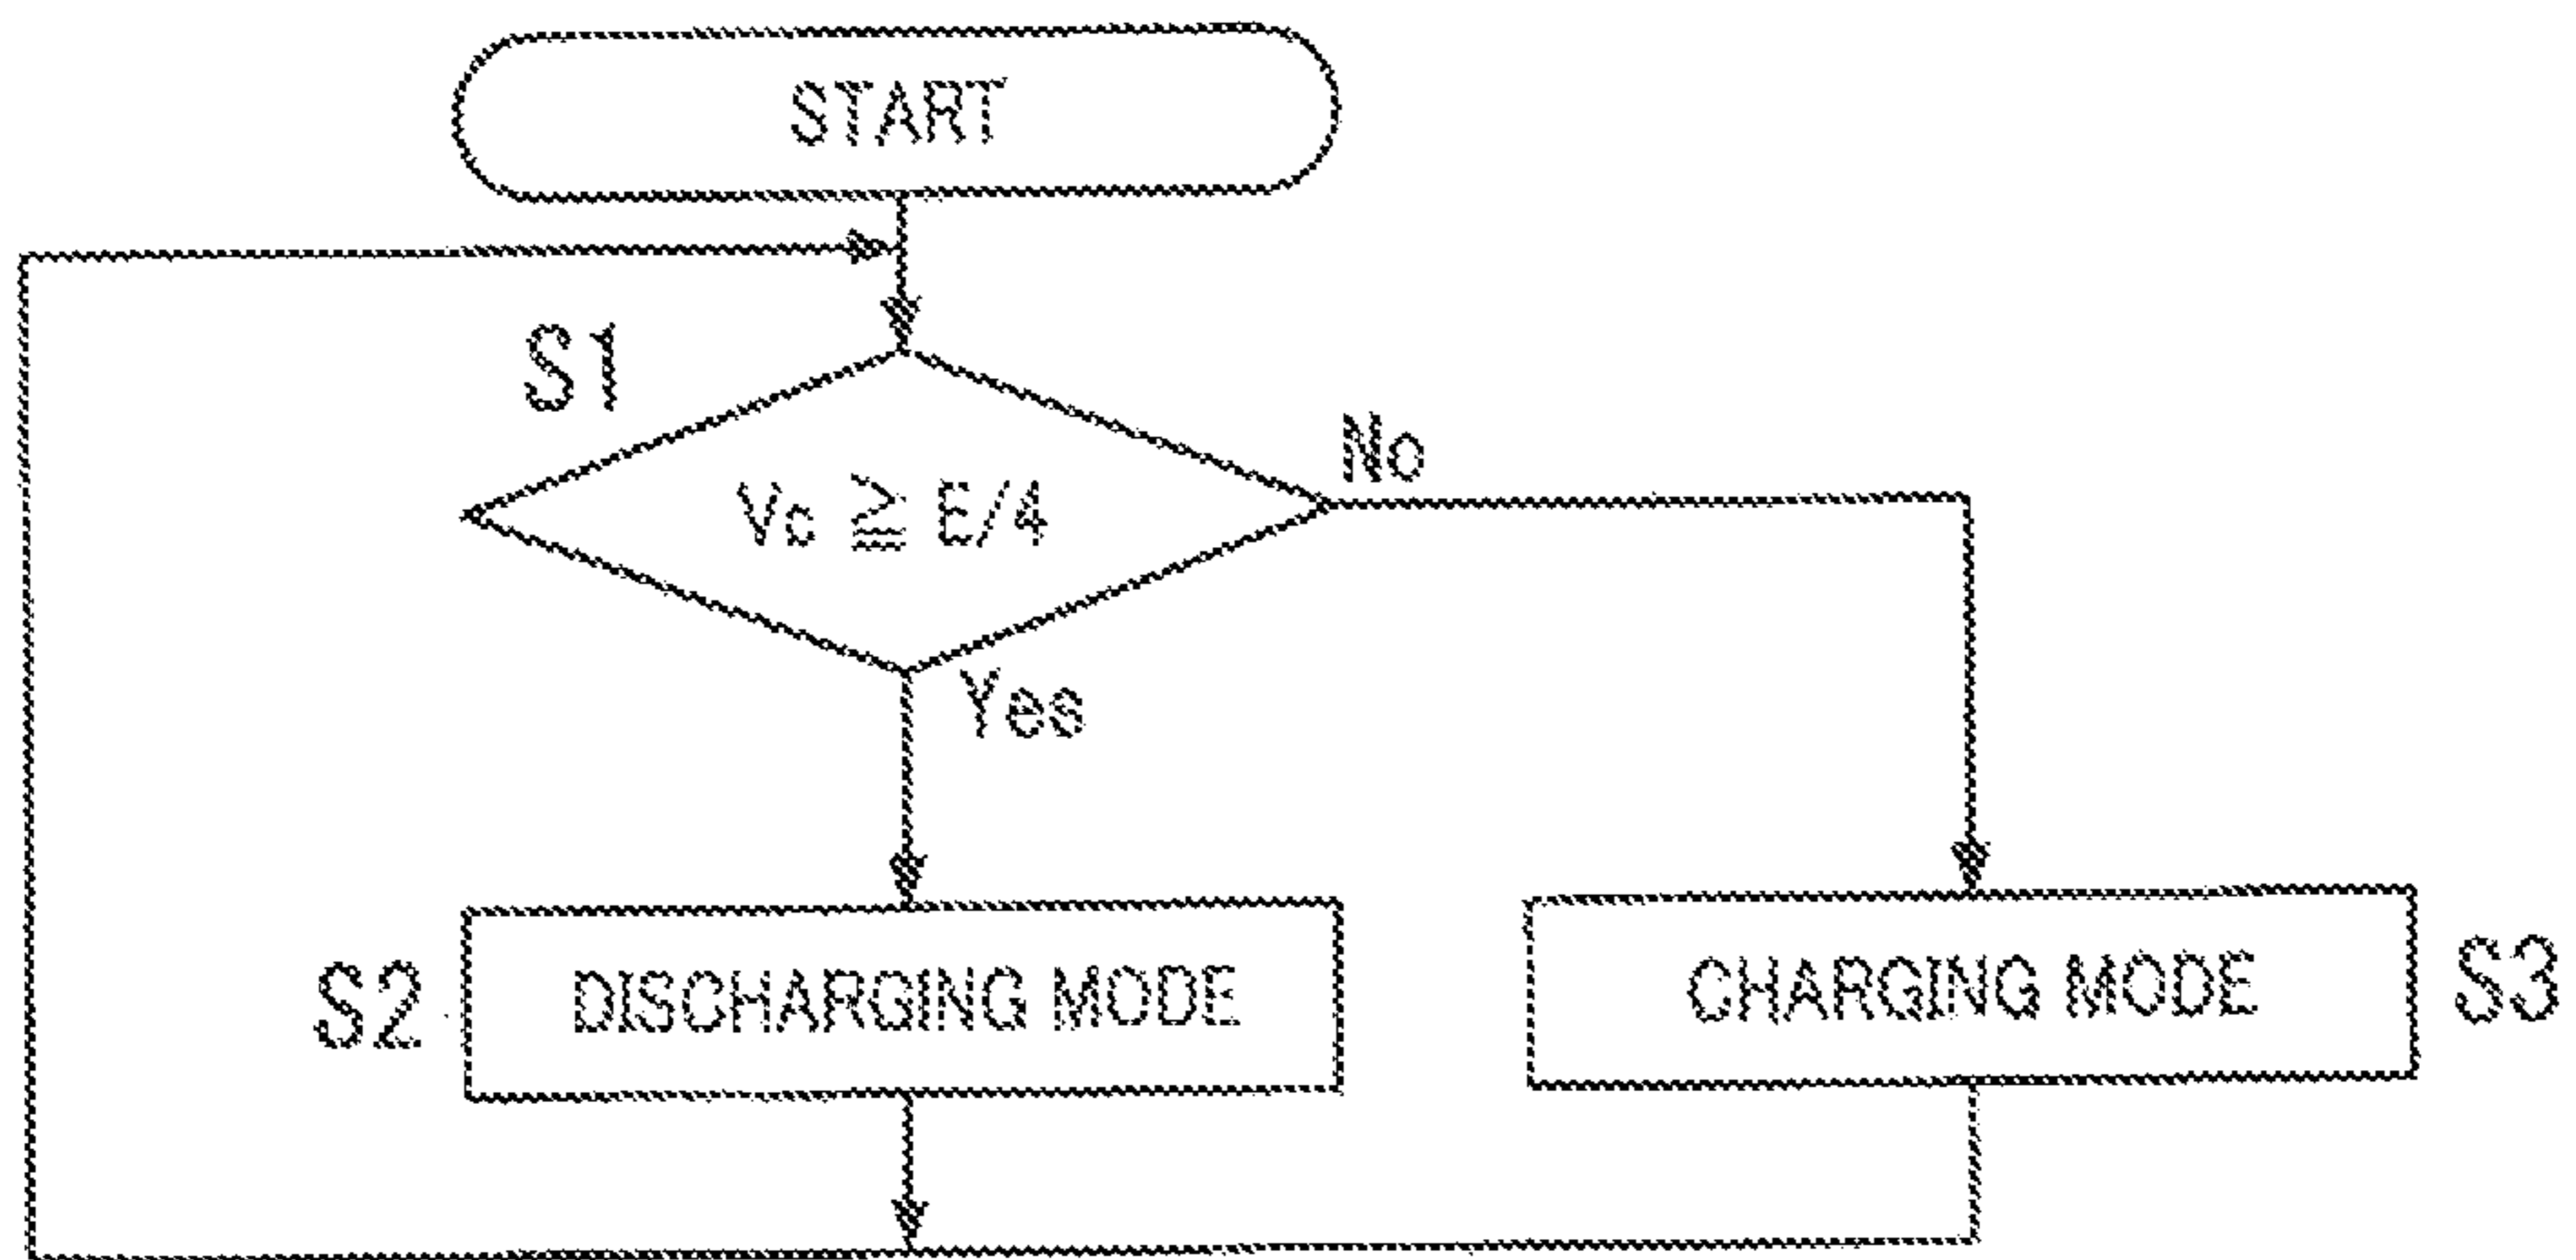 START
S1
No
Vc ≧ E/4
Yes
S2
DISCHARGING MODE
CHARGING MODE
S3